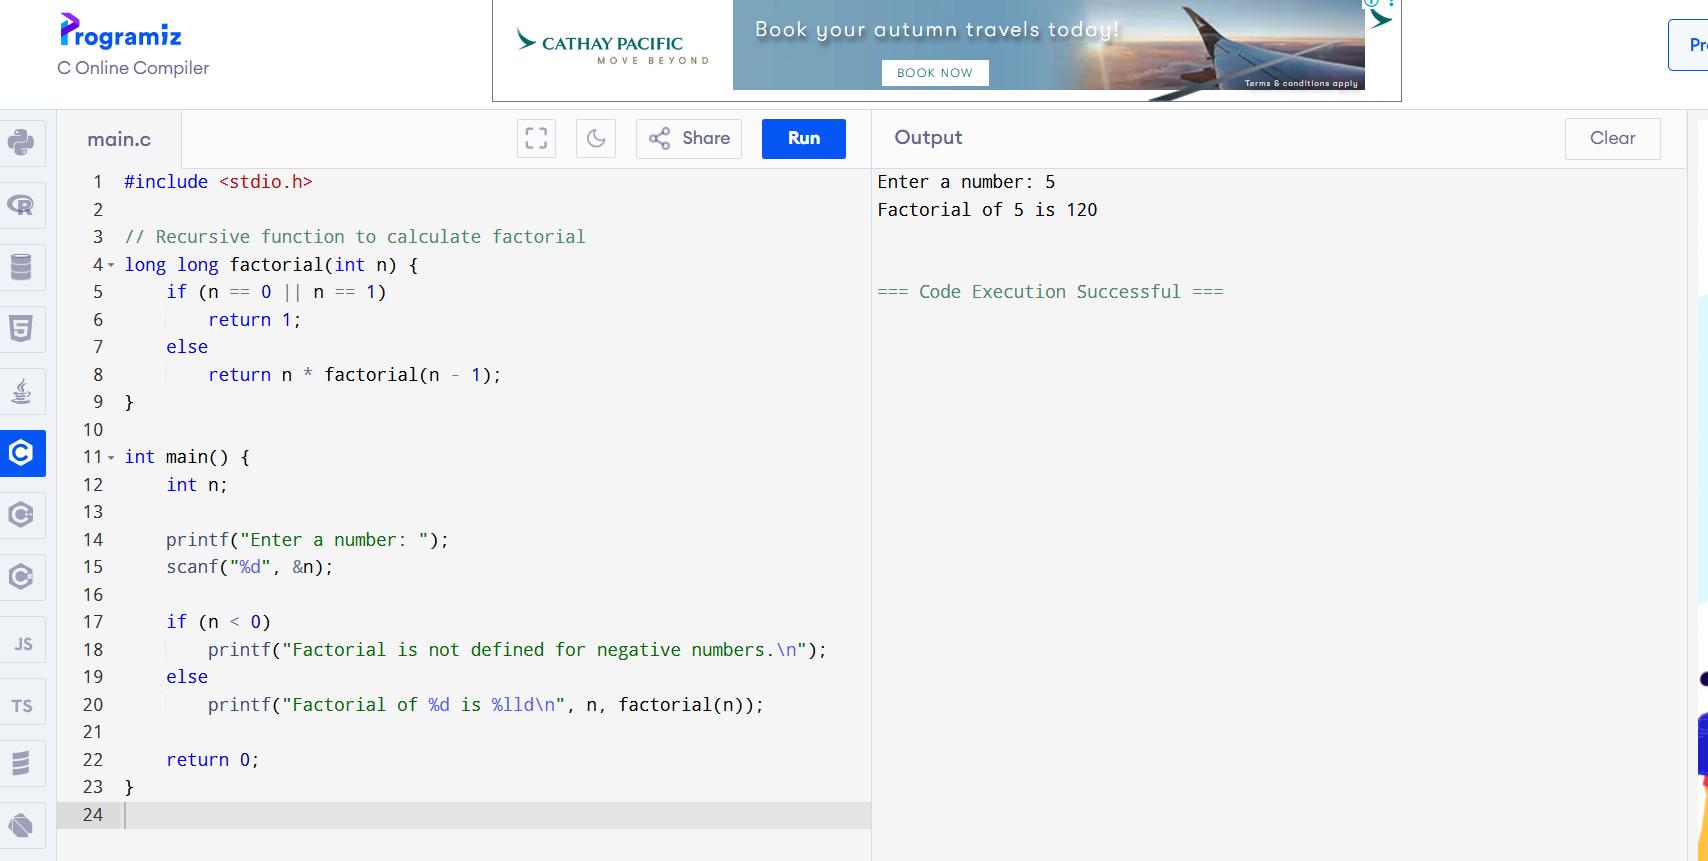 Programiz
C Online Compiler
CATHAY PACIFIC
MOVE BEYOND
Book your autumn travels today!
BOOK NOW
Terms & conditions apply
main.c
Share
Run
Output
Clear
1 #include <stdio.h>
2
3 // Recursive function to calculate factorial
4 long long factorial(int n) {
5     if (n == 0 || n == 1)
6         return 1;
7     else
8         return n * factorial(n - 1);
9 }
10
11 int main() {
12     int n;
13
14     printf("Enter a number: ");
15     scanf("%d", &n);
16
17     if (n < 0)
18         printf("Factorial is not defined for negative numbers.\n");
19     else
20         printf("Factorial of %d is %lld\n", n, factorial(n));
21
22     return 0;
23 }
24
Enter a number: 5
Factorial of 5 is 120
=== Code Execution Successful ===
R
5
C
C
C
JS
TS